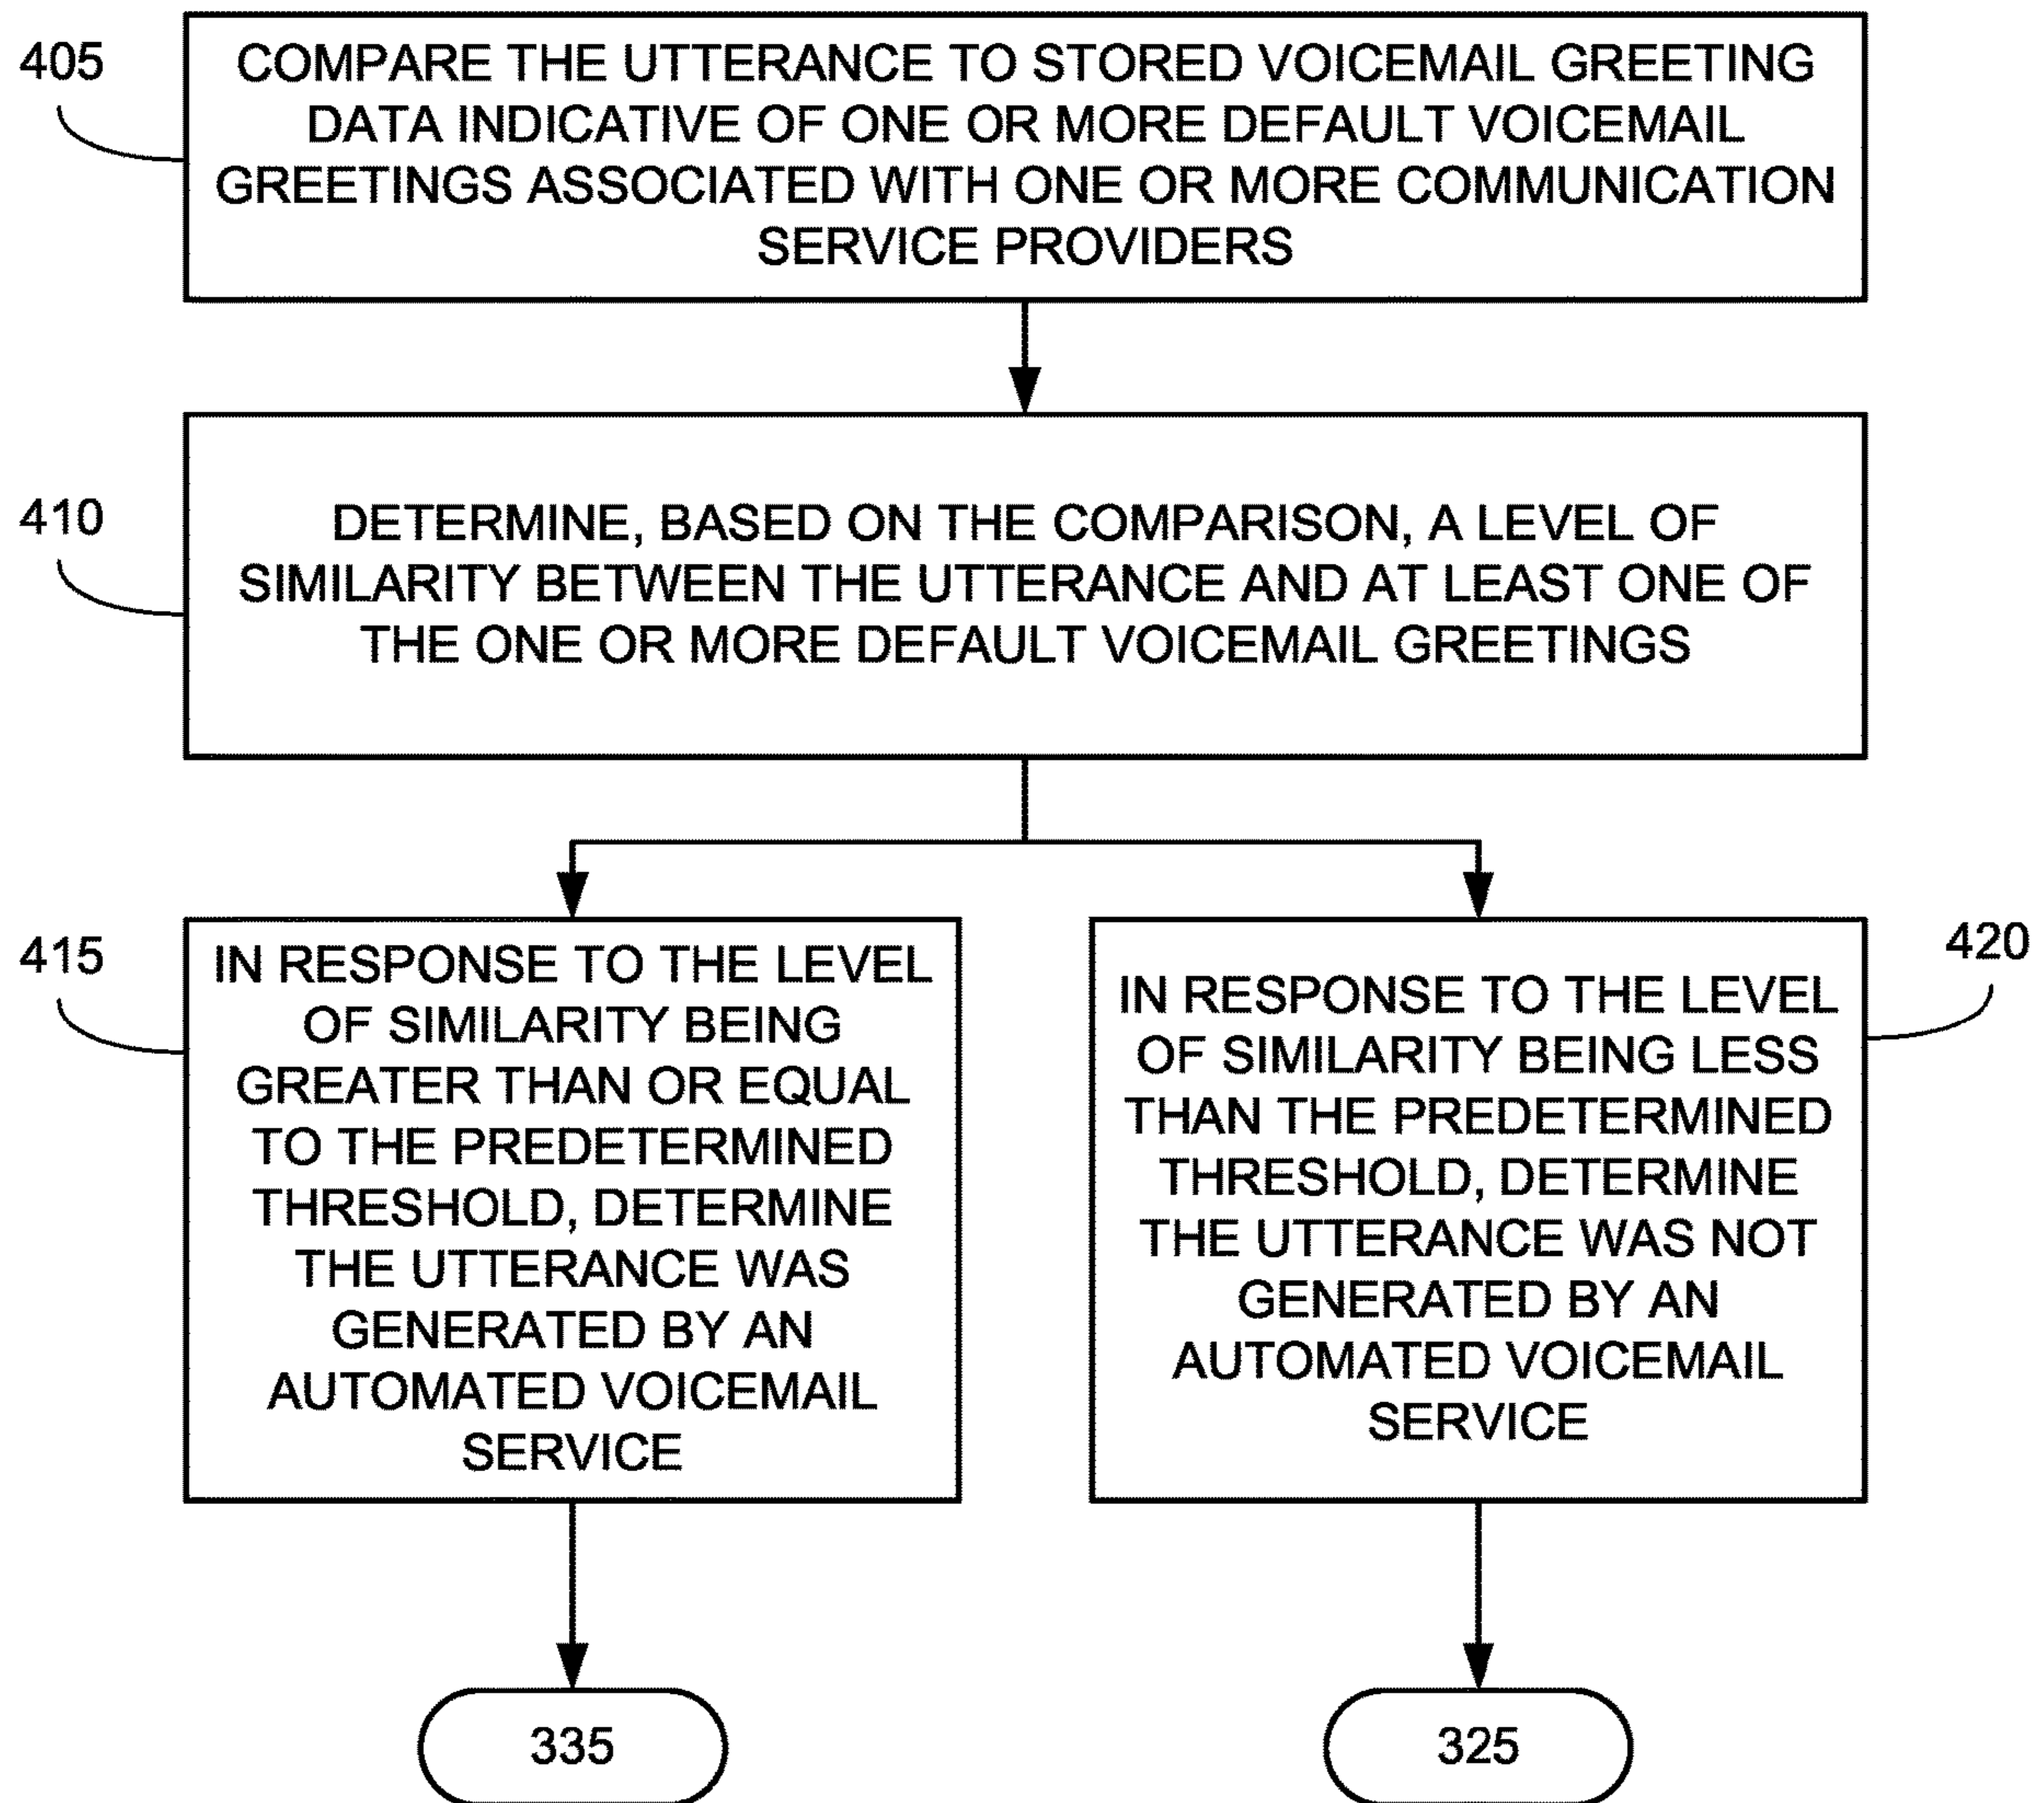 405
COMPARE THE UTTERANCE TO STORED VOICEMAIL GREETING
DATA INDICATIVE OF ONE OR MORE DEFAULT VOICEMAIL
GREETINGS ASSOCIATED WITH ONE OR MORE COMMUNICATION
SERVICE PROVIDERS
410
DETERMINE, BASED ON THE COMPARISON, A LEVEL OF
SIMILARITY BETWEEN THE UTTERANCE AND AT LEAST ONE OF
THE ONE OR MORE DEFAULT VOICEMAIL GREETINGS
415
IN RESPONSE TO THE LEVEL
OF SIMILARITY BEING
GREATER THAN OR EQUAL
TO THE PREDETERMINED
THRESHOLD, DETERMINE
THE UTTERANCE WAS
GENERATED BY AN
AUTOMATED VOICEMAIL
SERVICE
420
IN RESPONSE TO THE LEVEL
OF SIMILARITY BEING LESS
THAN THE PREDETERMINED
THRESHOLD, DETERMINE
THE UTTERANCE WAS NOT
GENERATED BY AN
AUTOMATED VOICEMAIL
SERVICE
335
325